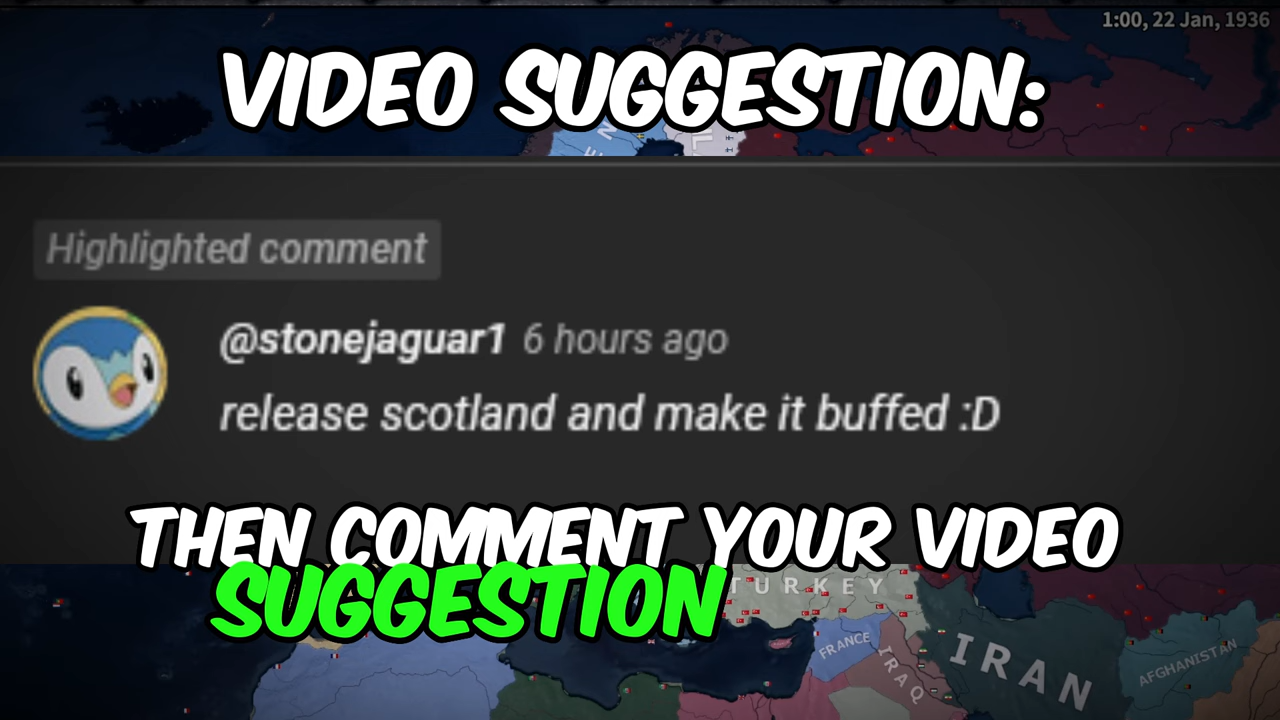 1:00, 22 Jan, 1936
VIDEO SUGGESTION:
Highlighted comment
@stonejaguar1 6 hours ago
release scotland and make it buffed :D
THEN COMMENT YOUR VIDEO
SUGGESTION
TURKEY
FRANCE
IRAQ
IRAN
AFGHANISTAN